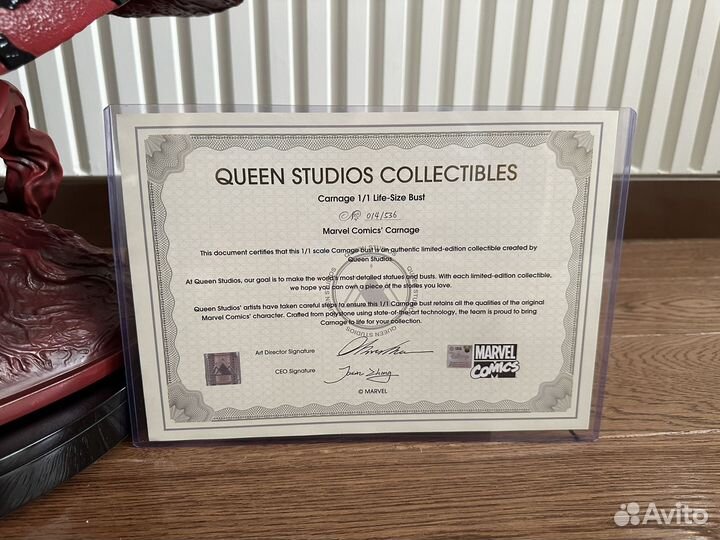 QUEEN STUDIOS COLLECTIBLES
Carnage 1/1 Life-Size Bust
No 014/536
Marvel Comics' Carnage
This document certifies that this 1/1 scale Carnage bust is an authentic limited-edition collectible created by
Queen Studios
At Queen Studios, our goal is to make the world's most detailed statues and busts. With each limited-edition collectible,
we hope you can own a piece of the stories you love.
Queen Studios' artists have taken careful steps to ensure this 1/1 Carnage bust retains all the qualities of the original
Marvel Comics' character. Crafted from polystone using state-of-the-art technology, the team is proud to bring
Carnage to life for your collection.
QUEEN STUDIOS
Art Director Signature
CEO Signature
© MARVEL
MARVEL
COMICS
Avito